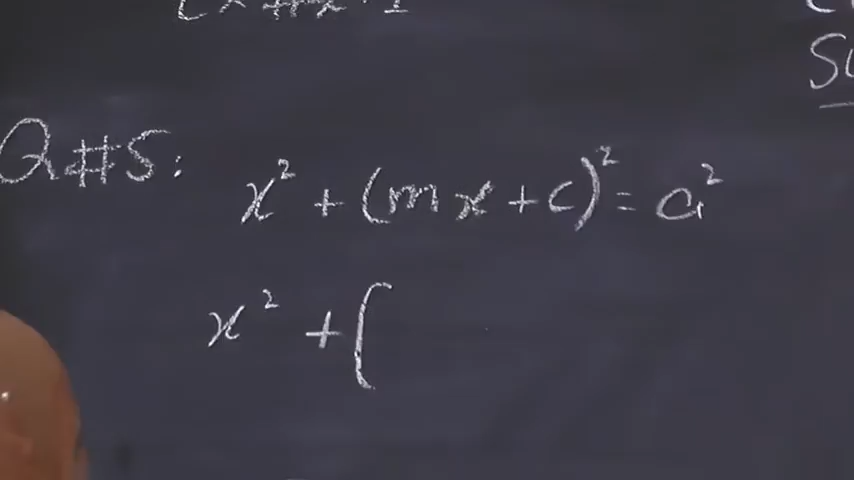 Q#5: x² + (mx + c)² = a²
x² + (